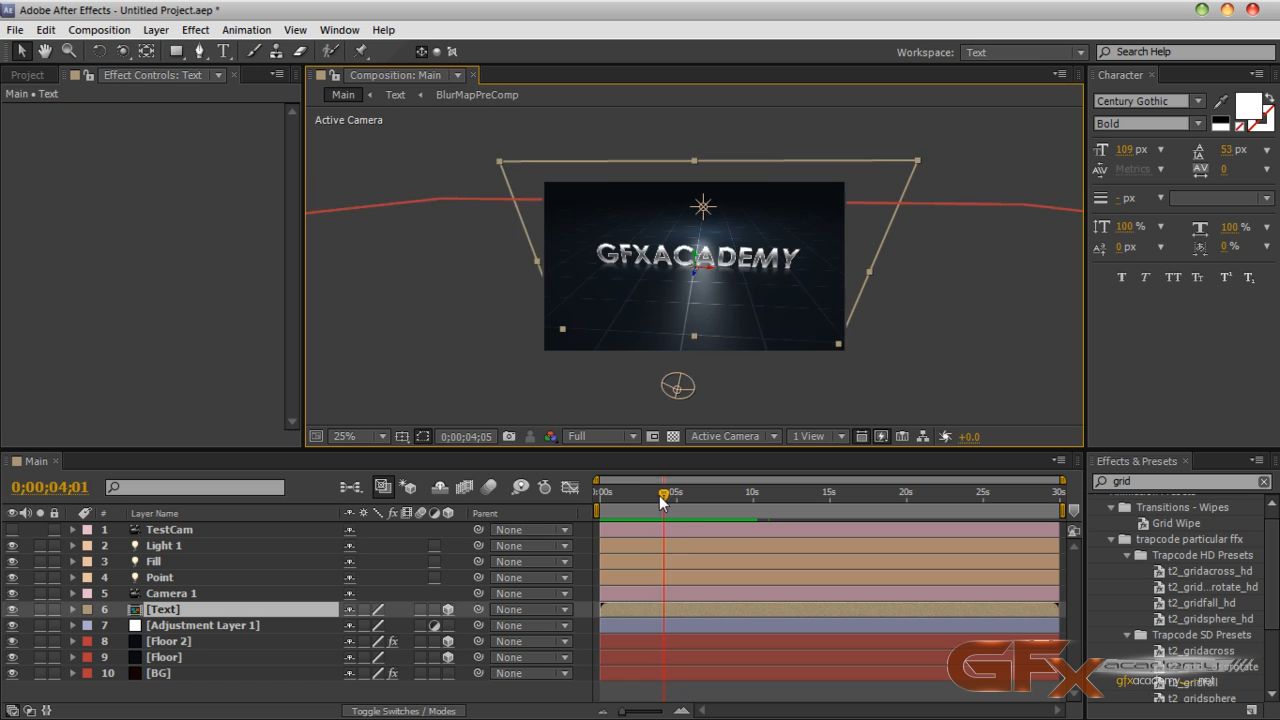 Adobe After Effects - Untitled Project.aep *
File Edit Composition Layer Effect Animation View Window Help
Workspace: Text Search Help
Project Effect Controls: Text Composition: Main Character
Main • Text
Main Text BlurMapPreComp
Active Camera
Century Gothic
Bold
109 px 53 px
Metrics 0
- px
100 % 100 %
0 px 0 %
T T TT Tr T¹ T₁
GFXACADEMY
25% 0;00;04;05 Full Active Camera 1 View +0.0
Main
Effects & Presets
0;00;04;01
grid
:00s 05s 10s 15s 20s 25s 30s
# Layer Name Parent
1 TestCam None
2 Light 1 None
3 Fill None
4 Point None
5 Camera 1 None
6 [Text] None
7 [Adjustment Layer 1] None
8 [Floor 2] fx None
9 [Floor] None
10 [BG] fx None
Toggle Switches / Modes
Transitions - Wipes
Grid Wipe
trapcode particular ffx
Trapcode HD Presets
t2_gridacross_hd
t2_grid...rotate_hd
t2_gridfall_hd
t2_gridsphere_hd
Trapcode SD Presets
t2_gridacross
t2_gridsphere
GFX